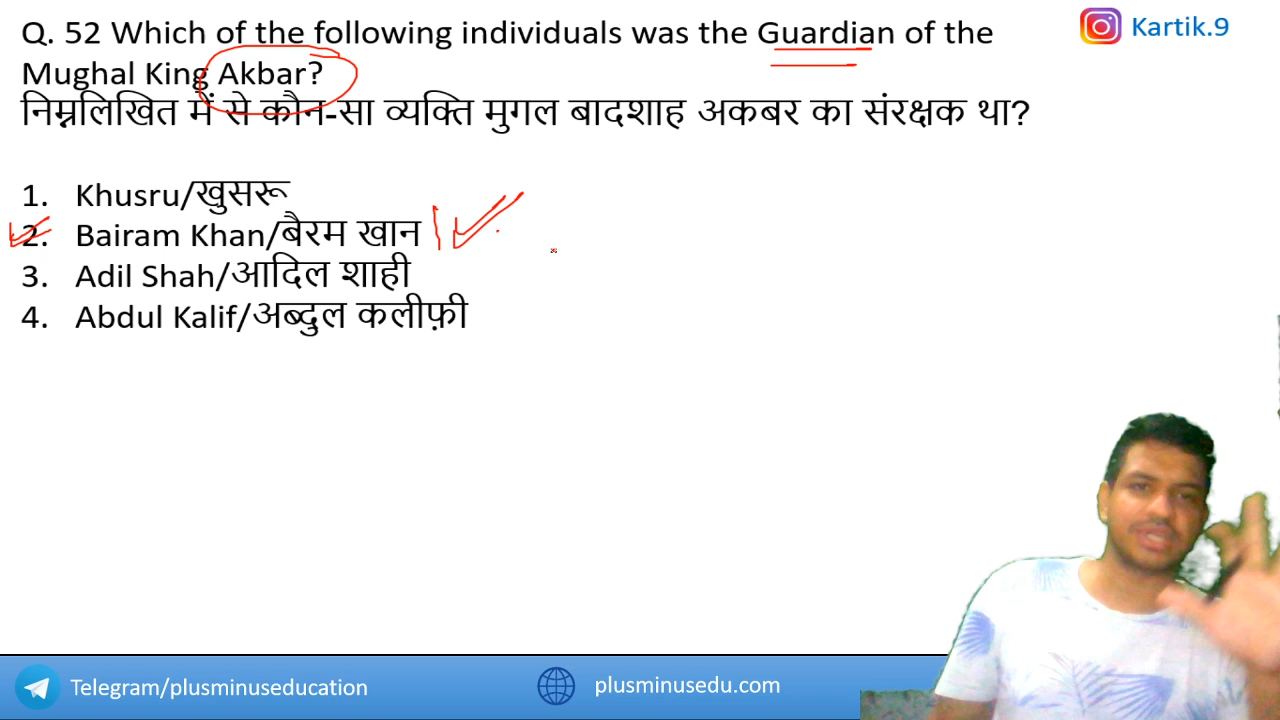 Q. 52 Which of the following individuals was the Guardian of the
Mughal King Akbar?
निम्नलिखित में से कौन-सा व्यक्ति मुगल बादशाह अकबर का संरक्षक था?
1. Khusru/खुसरू
2. Bairam Khan/बैरम खान
3. Adil Shah/आदिल शाही
4. Abdul Kalif/अब्दुल कलीफ़ी
Kartik.9
Telegram/plusminuseducation
plusminusedu.com